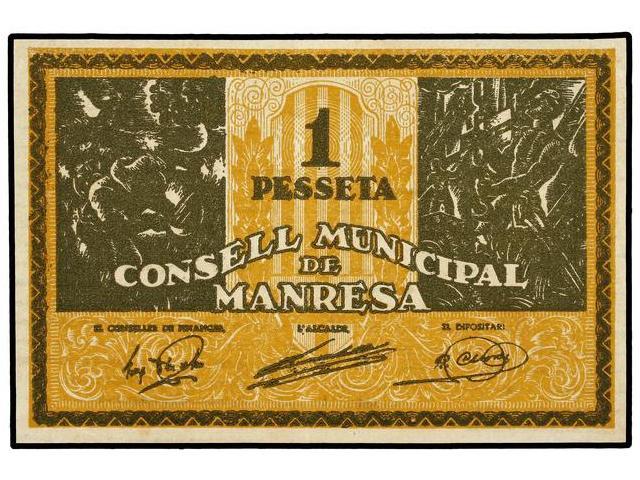 1
PESSETA
CONSELL MUNICIPAL
DE
MANRESA
EL CONSELLER DE FINANCES, L'ALCALDE, EL DIPOSITARI